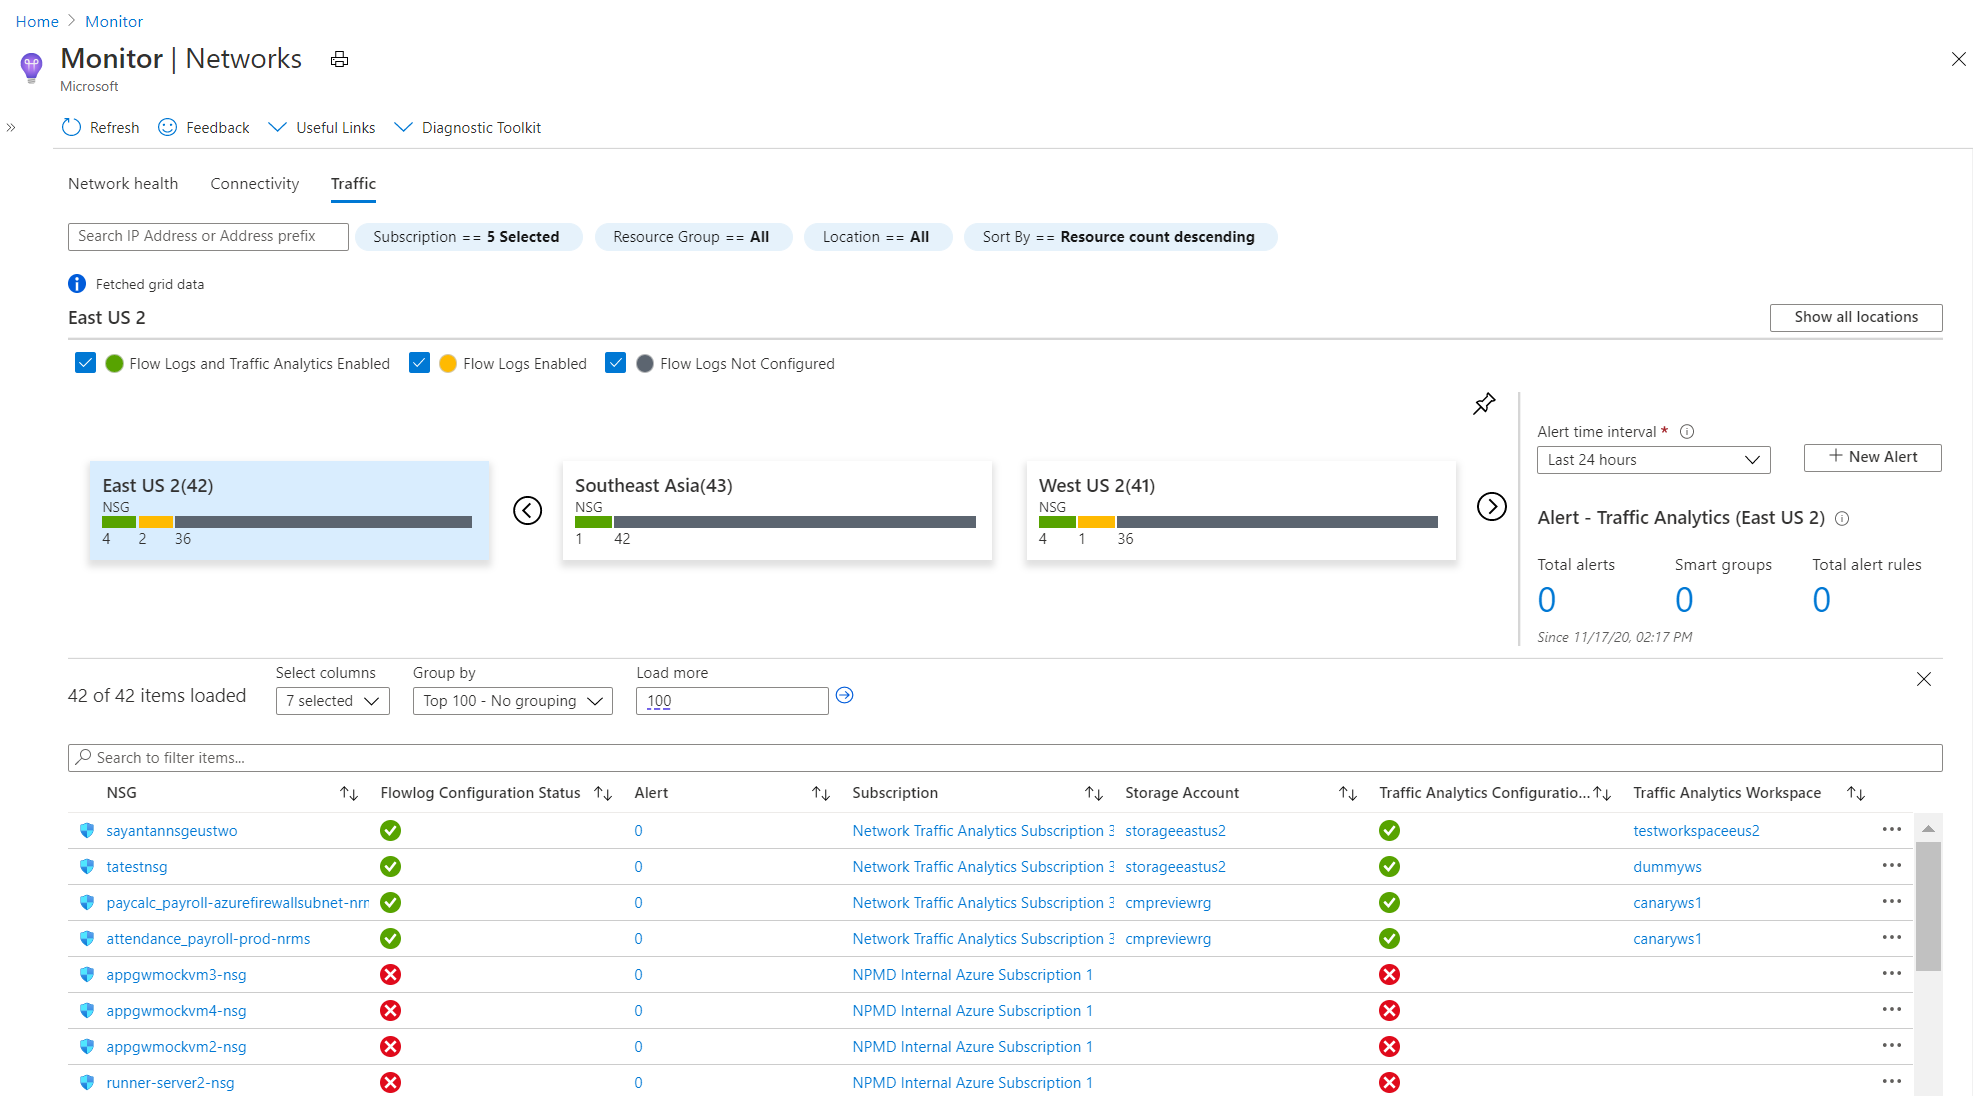 Home > Monitor
Monitor | Networks
Microsoft
» Refresh Feedback Useful Links Diagnostic Toolkit
Network health Connectivity Traffic
Search IP Address or Address prefix Subscription == 5 Selected Resource Group == All Location == All Sort By == Resource count descending
Fetched grid data
East US 2 Show all locations
Flow Logs and Traffic Analytics Enabled Flow Logs Enabled Flow Logs Not Configured
Alert time interval *
Last 24 hours + New Alert
East US 2(42) Southeast Asia(43) West US 2(41)
NSG NSG NSG
4 2 36 1 42 4 1 36
Alert - Traffic Analytics (East US 2)
Total alerts Smart groups Total alert rules
0 0 0
Since 11/17/20, 02:17 PM
Select columns Group by Load more
42 of 42 items loaded 7 selected Top 100 - No grouping 100
Search to filter items...
NSG Flowlog Configuration Status Alert Subscription Storage Account Traffic Analytics Configuratio... Traffic Analytics Workspace
sayantannsgeustwo 0 Network Traffic Analytics Subscription 3 storageeastus2 testworkspaceeus2 ...
tatestnsg 0 Network Traffic Analytics Subscription 3 storageeastus2 dummyws ...
paycalc_payroll-azurefirewallsubnet-nrm 0 Network Traffic Analytics Subscription 3 cmpreviewrg canaryws1 ...
attendance_payroll-prod-nrms 0 Network Traffic Analytics Subscription 3 cmpreviewrg canaryws1 ...
appgwmockvm3-nsg 0 NPMD Internal Azure Subscription 1 ...
appgwmockvm4-nsg 0 NPMD Internal Azure Subscription 1 ...
appgwmockvm2-nsg 0 NPMD Internal Azure Subscription 1 ...
runner-server2-nsg 0 NPMD Internal Azure Subscription 1 ...